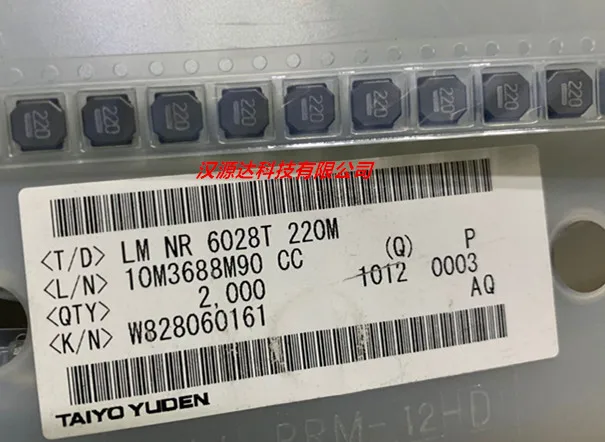 220 220 220 220 220 220 220 220
汉源达科技有限公司
<T/D> LM NR 6028T 220M
<L/N> 10M3688M90 CC (Q) P
<QTY> 2,000 1012 0003
<K/N> W828060161 AQ
TAIYO YUDEN